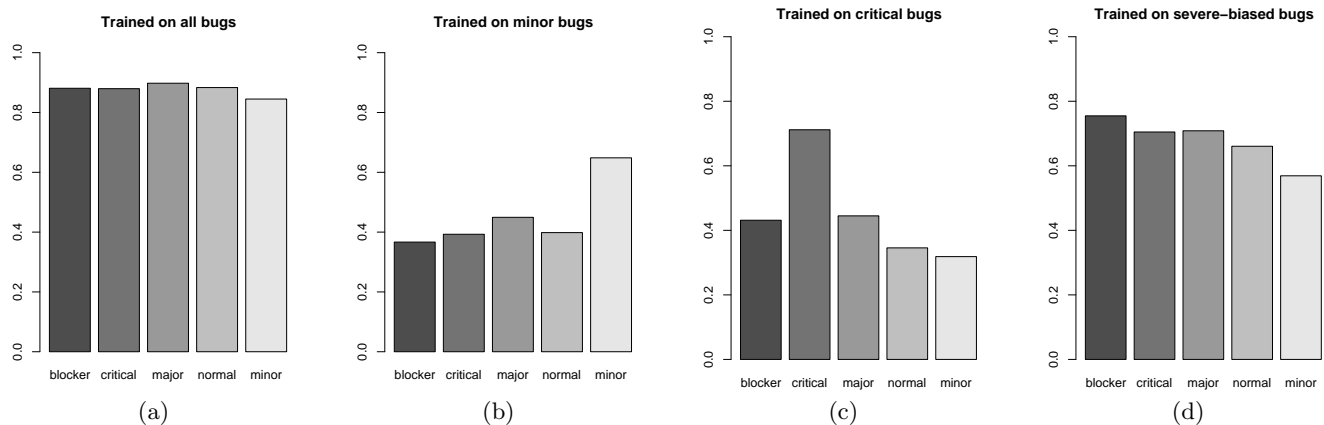 Trained on all bugs
1.0
0.8
0.6
0.4
0.2
0.0
blocker critical major normal minor
(a)
Trained on minor bugs
1.0
0.8
0.6
0.4
0.2
0.0
blocker critical major normal minor
(b)
Trained on critical bugs
1.0
0.8
0.6
0.4
0.2
0.0
blocker critical major normal minor
(c)
Trained on severe−biased bugs
1.0
0.8
0.6
0.4
0.2
0.0
blocker critical major normal minor
(d)